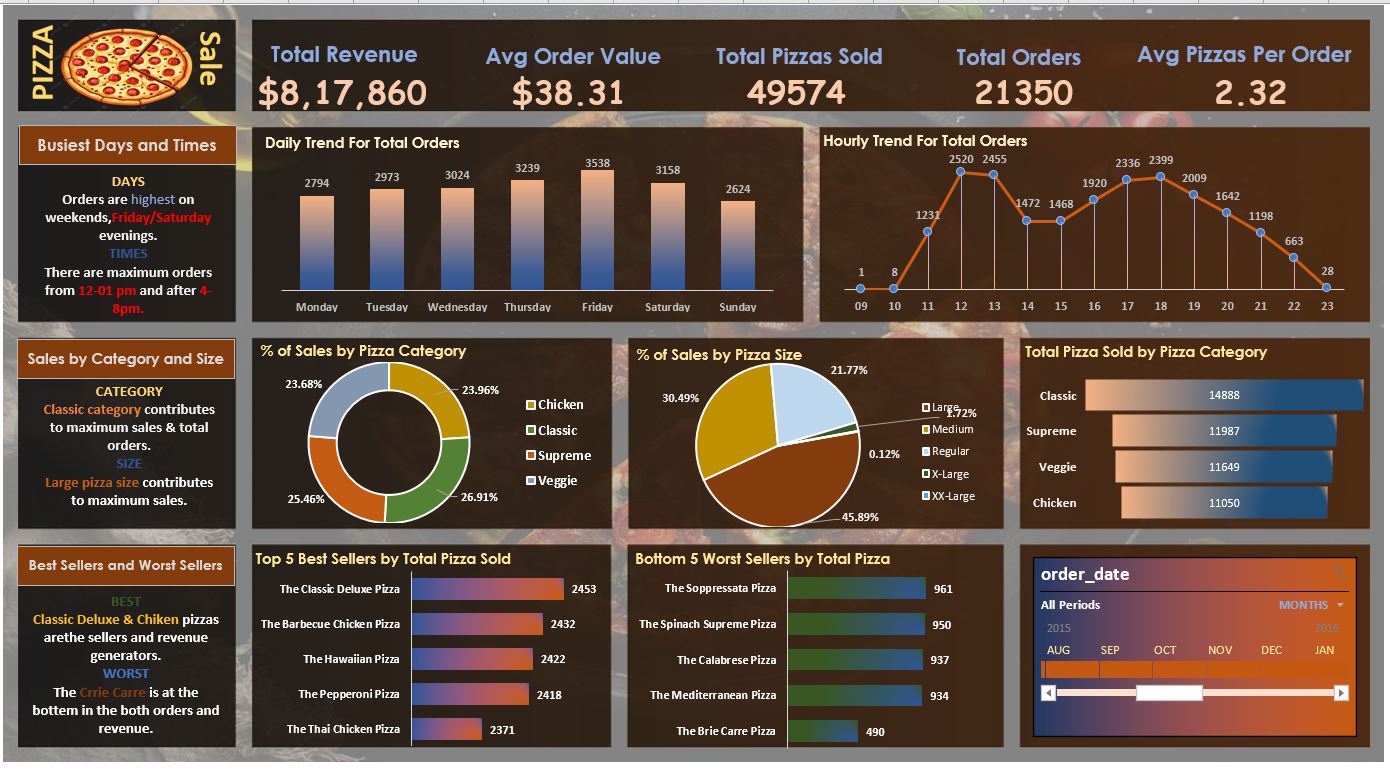 PIZZA
Sale
Total Revenue
$8,17,860
Avg Order Value
$38.31
Total Pizzas Sold
49574
Total Orders
21350
Avg Pizzas Per Order
2.32
Busiest Days and Times
DAYS
Orders are highest on
weekends,Friday/Saturday
evenings.
TIMES
There are maximum orders
from 12-01 pm and after 4-
8pm.
Daily Trend For Total Orders
2794
2973
3024
3239
3538
3158
2624
Monday
Tuesday
Wednesday
Thursday
Friday
Saturday
Sunday
Hourly Trend For Total Orders
1
8
1231
2520
2455
1472
1468
1920
2336
2399
2009
1642
1198
663
28
09
10
11
12
13
14
15
16
17
18
19
20
21
22
23
Sales by Category and Size
CATEGORY
Classic category contributes
to maximum sales & total
orders.
SIZE
Large pizza size contributes
to maximum sales.
% of Sales by Pizza Category
23.68%
23.96%
25.46%
26.91%
Chicken
Classic
Supreme
Veggie
% of Sales by Pizza Size
21.77%
30.49%
1.72%
0.12%
45.89%
Large
Medium
Regular
X-Large
XX-Large
Total Pizza Sold by Pizza Category
Classic
14888
Supreme
11987
Veggie
11649
Chicken
11050
Best Sellers and Worst Sellers
BEST
Classic Deluxe & Chiken pizzas
arethe sellers and revenue
generators.
WORST
The Crrie Carre is at the
bottem in the both orders and
revenue.
Top 5 Best Sellers by Total Pizza Sold
The Classic Deluxe Pizza
2453
The Barbecue Chicken Pizza
2432
The Hawaiian Pizza
2422
The Pepperoni Pizza
2418
The Thai Chicken Pizza
2371
Bottom 5 Worst Sellers by Total Pizza
The Soppressata Pizza
961
The Spinach Supreme Pizza
950
The Calabrese Pizza
937
The Mediterranean Pizza
934
The Brie Carre Pizza
490
order_date
All Periods
MONTHS
2015
2016
AUG
SEP
OCT
NOV
DEC
JAN